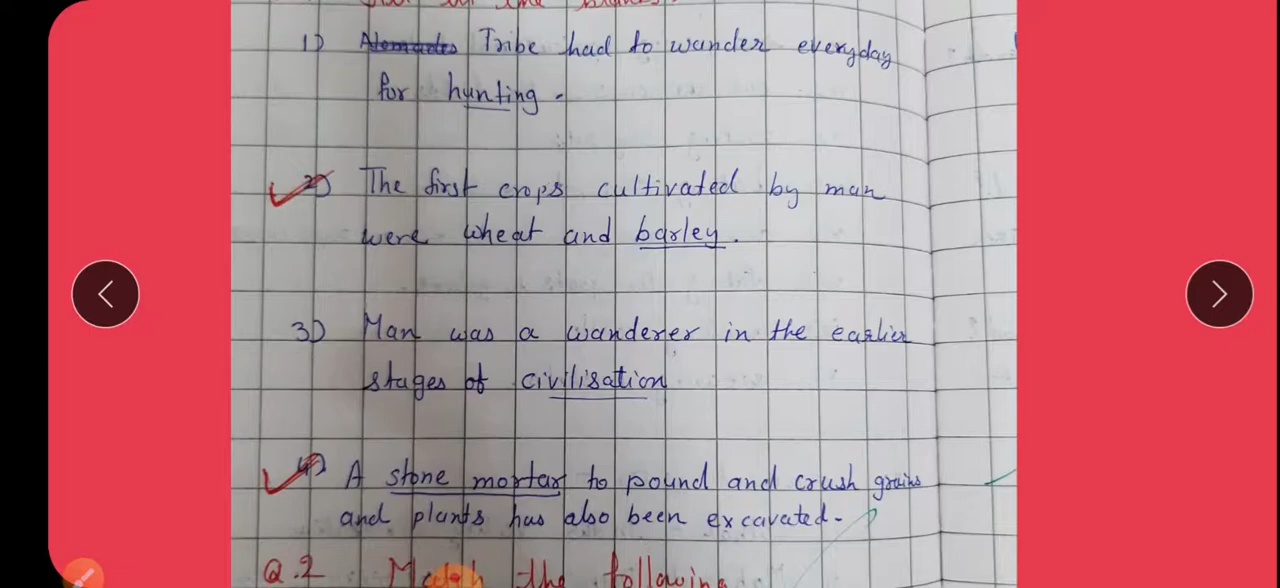 1) Tribe had to wander everyday
for hunting.
2) The first crops cultivated by man
were wheat and barley.
3) Man was a wanderer in the earlier
stages of civilisation
4) A stone mortar to pound and crush grains
and plants has also been excavated.
Q.2 Match the following